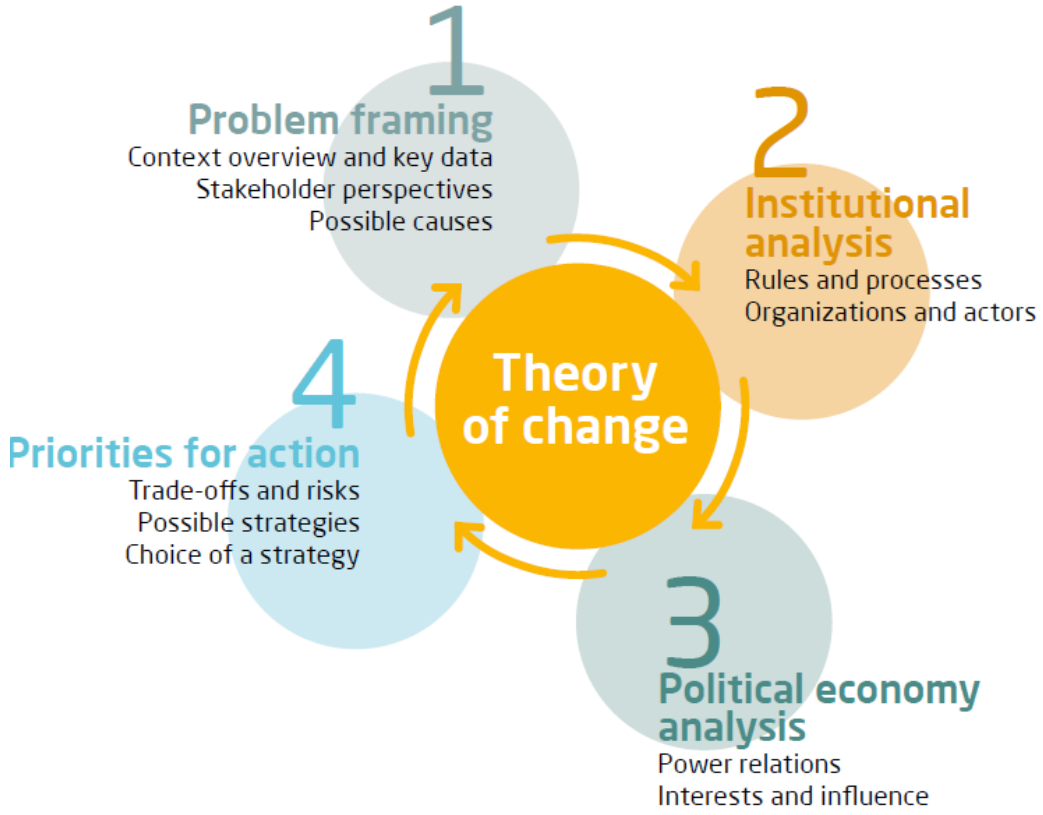 1
Problem framing
Context overview and key data
Stakeholder perspectives
Possible causes
2
Institutional
analysis
Rules and processes
Organizations and actors
Theory
of change
3
Political economy
analysis
Power relations
Interests and influence
4
Priorities for action
Trade-offs and risks
Possible strategies
Choice of a strategy